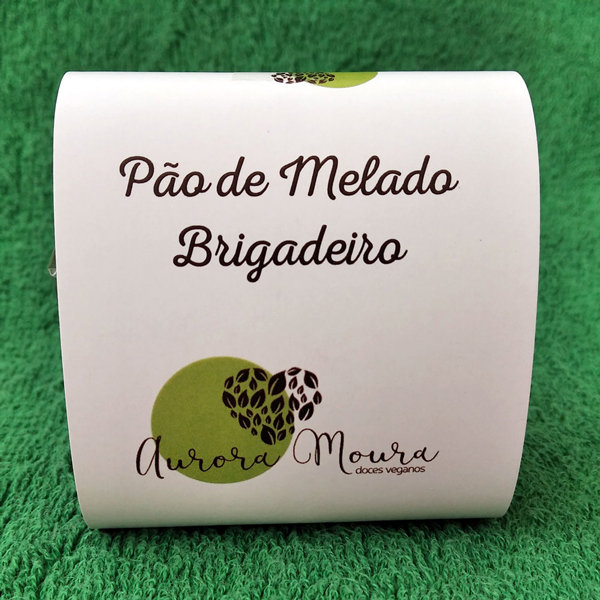 Pão de Melado
Brigadeiro
Aurora Moura
doces veganos